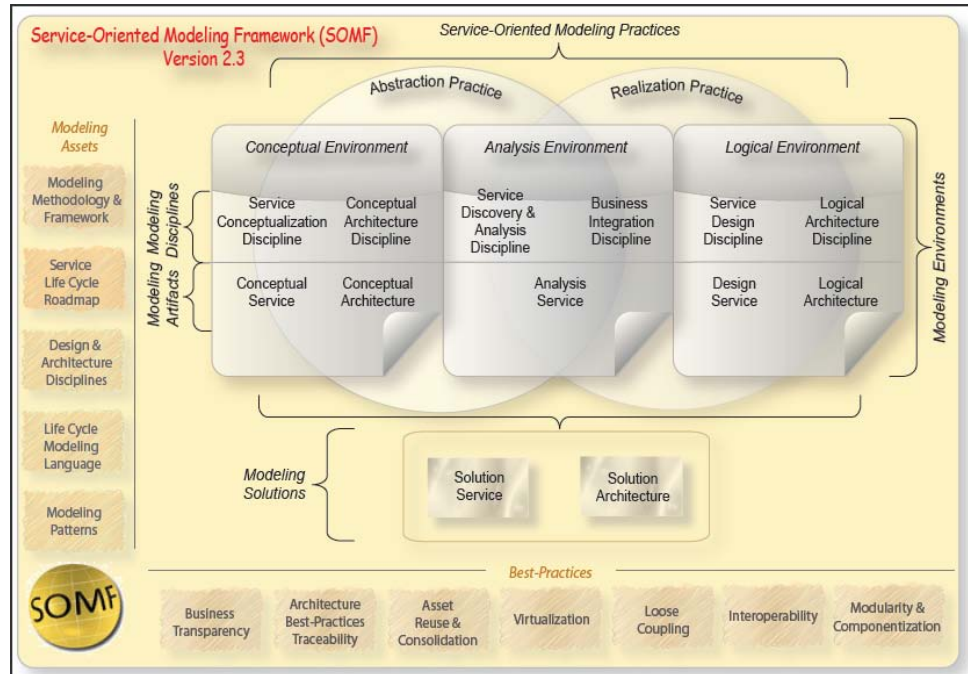 Service-Oriented Modeling Framework (SOMF)
Version 2.3
Service-Oriented Modeling Practices
Abstraction Practice
Realization Practice
Modeling
Assets
Modeling
Methodology &
Framework
Service
Life Cycle
Roadmap
Design &
Architecture
Disciplines
Life Cycle
Modeling
Language
Modeling
Patterns
Modeling
Disciplines
Modeling
Artifacts
Conceptual Environment
Service
Conceptualization
Discipline
Conceptual
Architecture
Discipline
Conceptual
Service
Conceptual
Architecture
Analysis Environment
Service
Discovery &
Analysis
Discipline
Business
Integration
Discipline
Analysis
Service
Logical Environment
Service
Design
Discipline
Logical
Architecture
Discipline
Design
Service
Logical
Architecture
Modeling Environments
Modeling
Solutions
Solution
Service
Solution
Architecture
SOMF
Best-Practices
Business
Transparency
Architecture
Best-Practices
Traceability
Asset
Reuse &
Consolidation
Virtualization
Loose
Coupling
Interoperability
Modularity &
Componentization